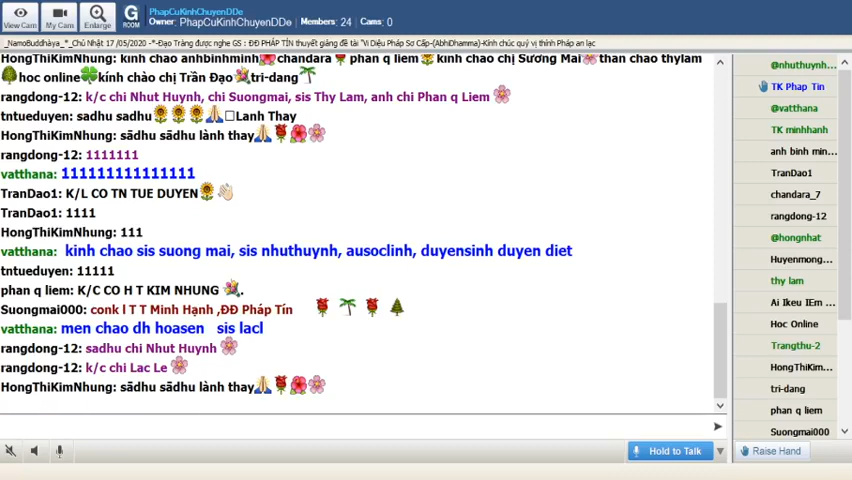 PhapCuKinhChuyenDDe
Owner: PhapCuKinhChuyenDDe | Members: 24 | Cams: 0
View Cam
My Cam
Enlarge
G
ROOM
_NamoBuddhàya_*_Chủ Nhật 17 /05/2020 -*-Đạo Tràng được nghe GS : ĐĐ PHÁP TÍN thuyết giảng đề tài "Vi Diệu Pháp Sơ Cấp-(AbhiDhamma)-Kính chúc quý vị thính Pháp an lạc
HongThiKimNhung: kinh chao anhbinhminh chandara phan q liem kinh chào chị Sương Mai than chao thylam
hoc online kính chào chị Trần Đạo tri-dang
rangdong-12: k/c chi Nhut Huynh, chi Suongmai, sis Thy Lam, anh chi Phan q Liem
tntueduyen: sadhu sadhu Lanh Thay
HongThiKimNhung: sādhu sādhu lành thay
rangdong-12: 1111111
vatthana: 111111111111111
TranDao1: K/L CO TN TUE DUYEN
TranDao1: 1111
HongThiKimNhung: 111
vatthana: kinh chao sis suong mai, sis nhuthuynh, ausoclinh, duyensinh duyen diet
tntueduyen: 11111
phan q liem: K/C CO H T KIM NHUNG .
Suongmai000: conk l T T Minh Hạnh ,ĐĐ Pháp Tín
vatthana: men chao dh hoasen sis lacl
rangdong-12: sadhu chi Nhut Huynh
rangdong-12: k/c chi Lac Le
HongThiKimNhung: sādhu sādhu lành thay
@nhuthuynh...
TK Phap Tin
@vatthana
TK minhhanh
anh binh min...
TranDao1
chandara_7
rangdong-12
@hongnhat
Huyenmong...
thy lam
Ai Ikeu IEm ...
Hoc Online
Trangthu-2
HongThiKim...
tri-dang
phan q liem
Suongmai000
Hold to Talk
Raise Hand